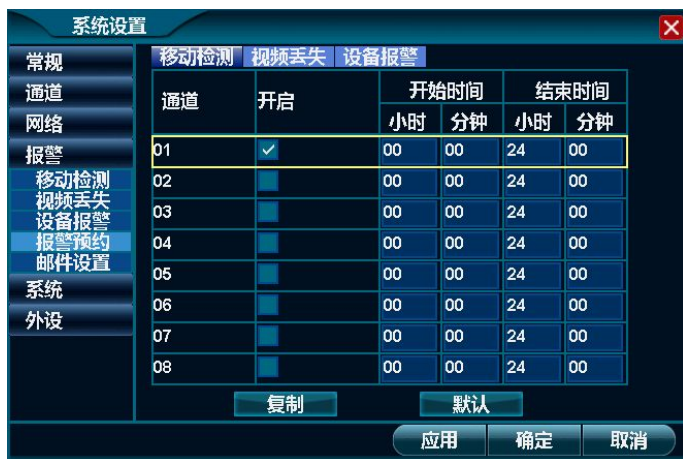 系统设置
常规
通道
网络
报警
移动检测
视频丢失
设备报警
报警预约
邮件设置
系统
外设
移动检测 视频丢失 设备报警
通道 开启 开始时间 结束时间
小时 分钟 小时 分钟
01 00 00 24 00
02 00 00 24 00
03 00 00 24 00
04 00 00 24 00
05 00 00 24 00
06 00 00 24 00
07 00 00 24 00
08 00 00 24 00
复制 默认
应用 确定 取消